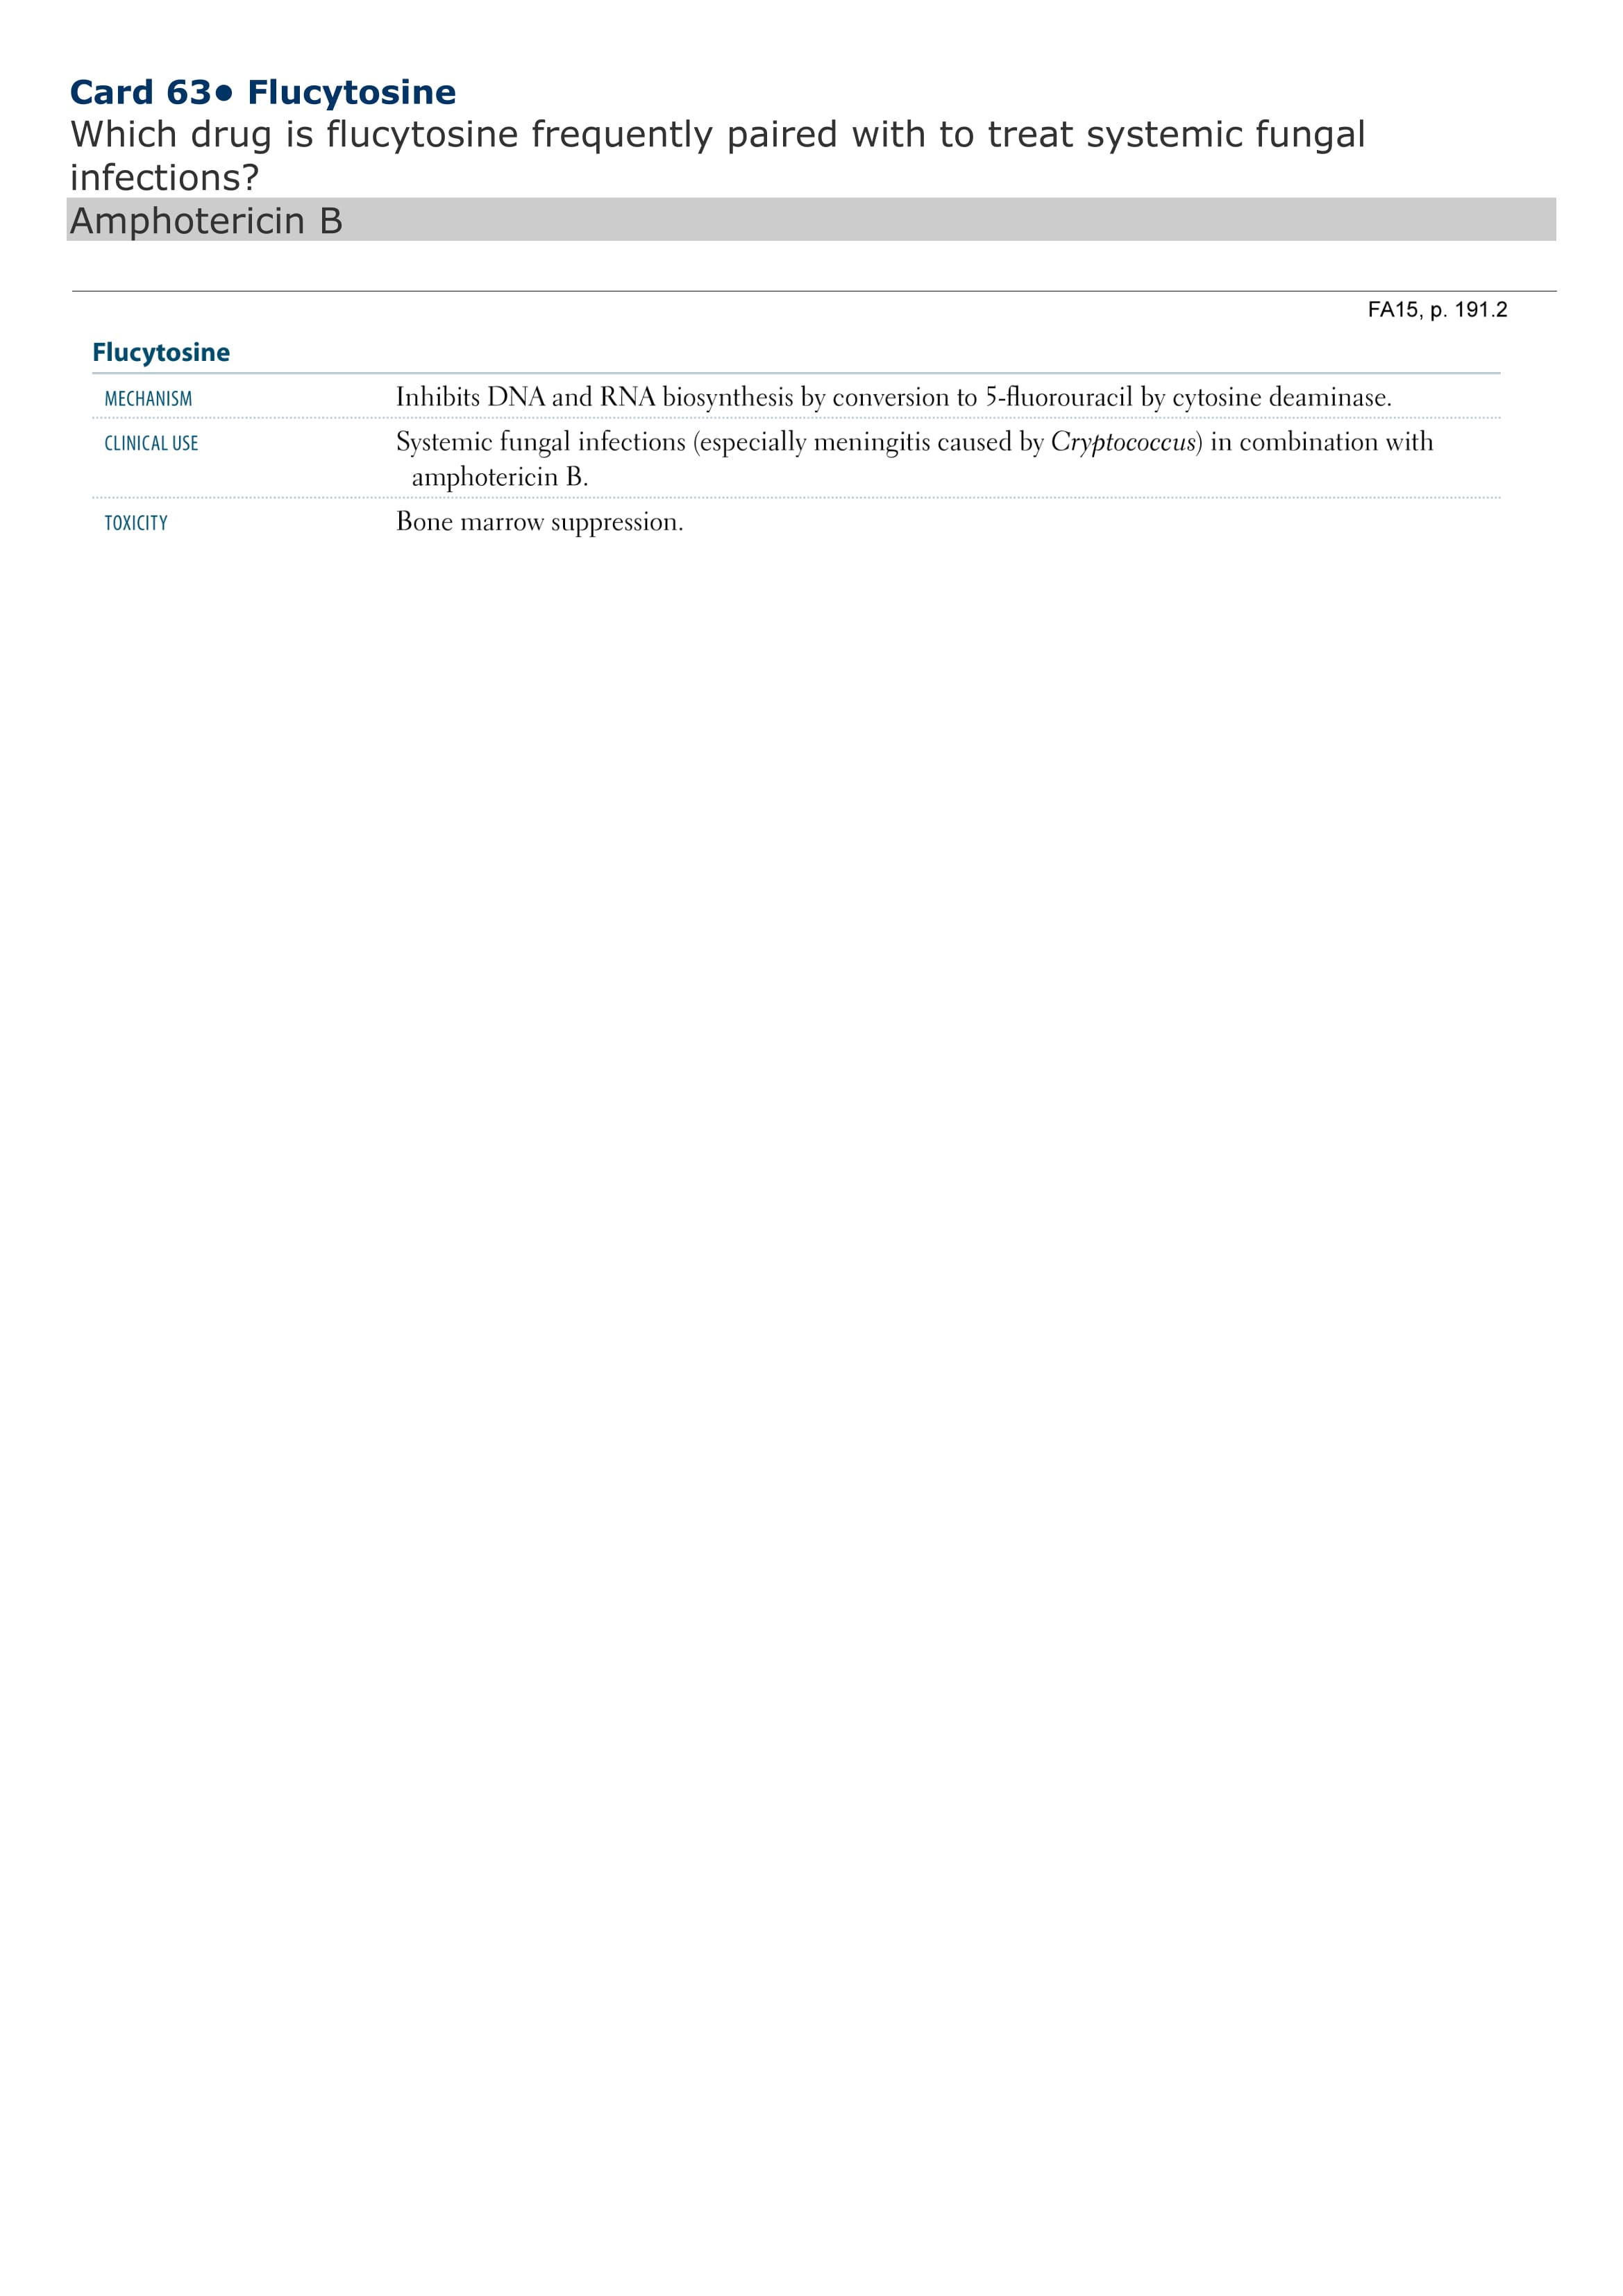 Card 63• Flucytosine
Which drug is flucytosine frequently paired with to treat systemic fungal
infections?
Amphotericin B
FA15, p. 191.2
Flucytosine
MECHANISM Inhibits DNA and RNA biosynthesis by conversion to 5-fluorouracil by cytosine deaminase.
CLINICAL USE Systemic fungal infections (especially meningitis caused by Cryptococcus) in combination with
amphotericin B.
TOXICITY Bone marrow suppression.